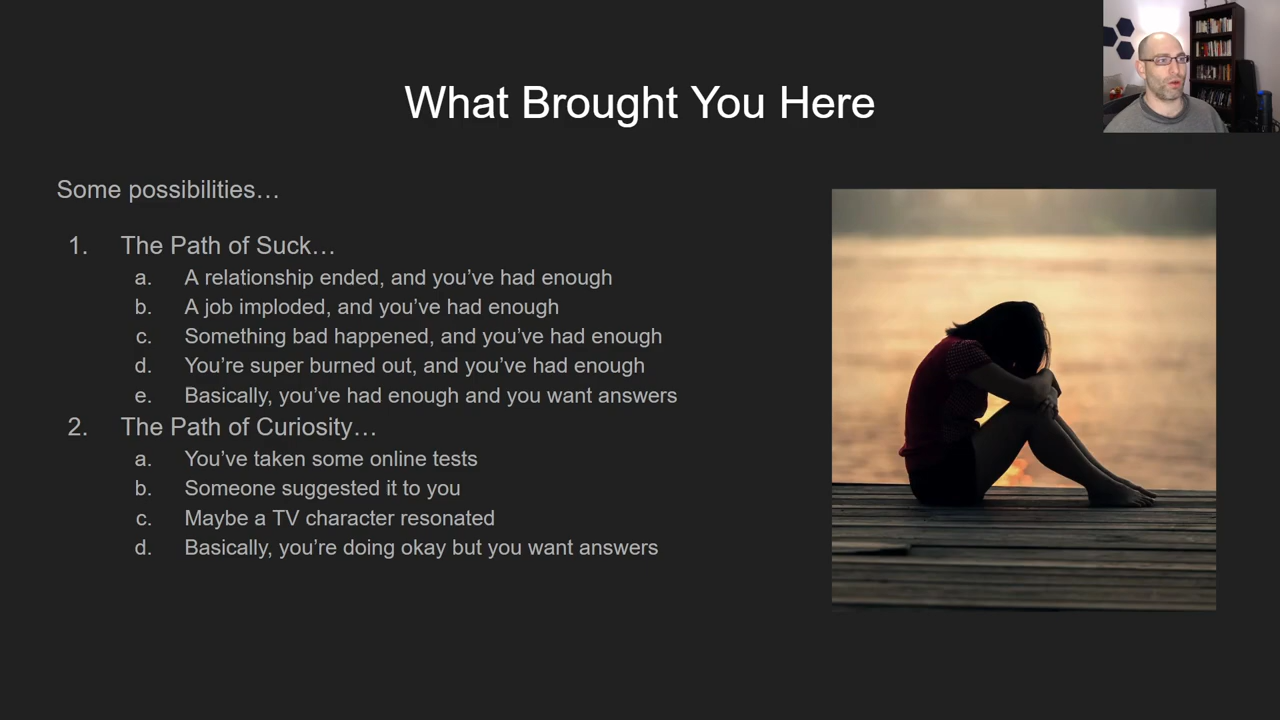 What Brought You Here
Some possibilities…
1. The Path of Suck…
a. A relationship ended, and you’ve had enough
b. A job imploded, and you’ve had enough
c. Something bad happened, and you’ve had enough
d. You’re super burned out, and you’ve had enough
e. Basically, you’ve had enough and you want answers
2. The Path of Curiosity…
a. You’ve taken some online tests
b. Someone suggested it to you
c. Maybe a TV character resonated
d. Basically, you’re doing okay but you want answers